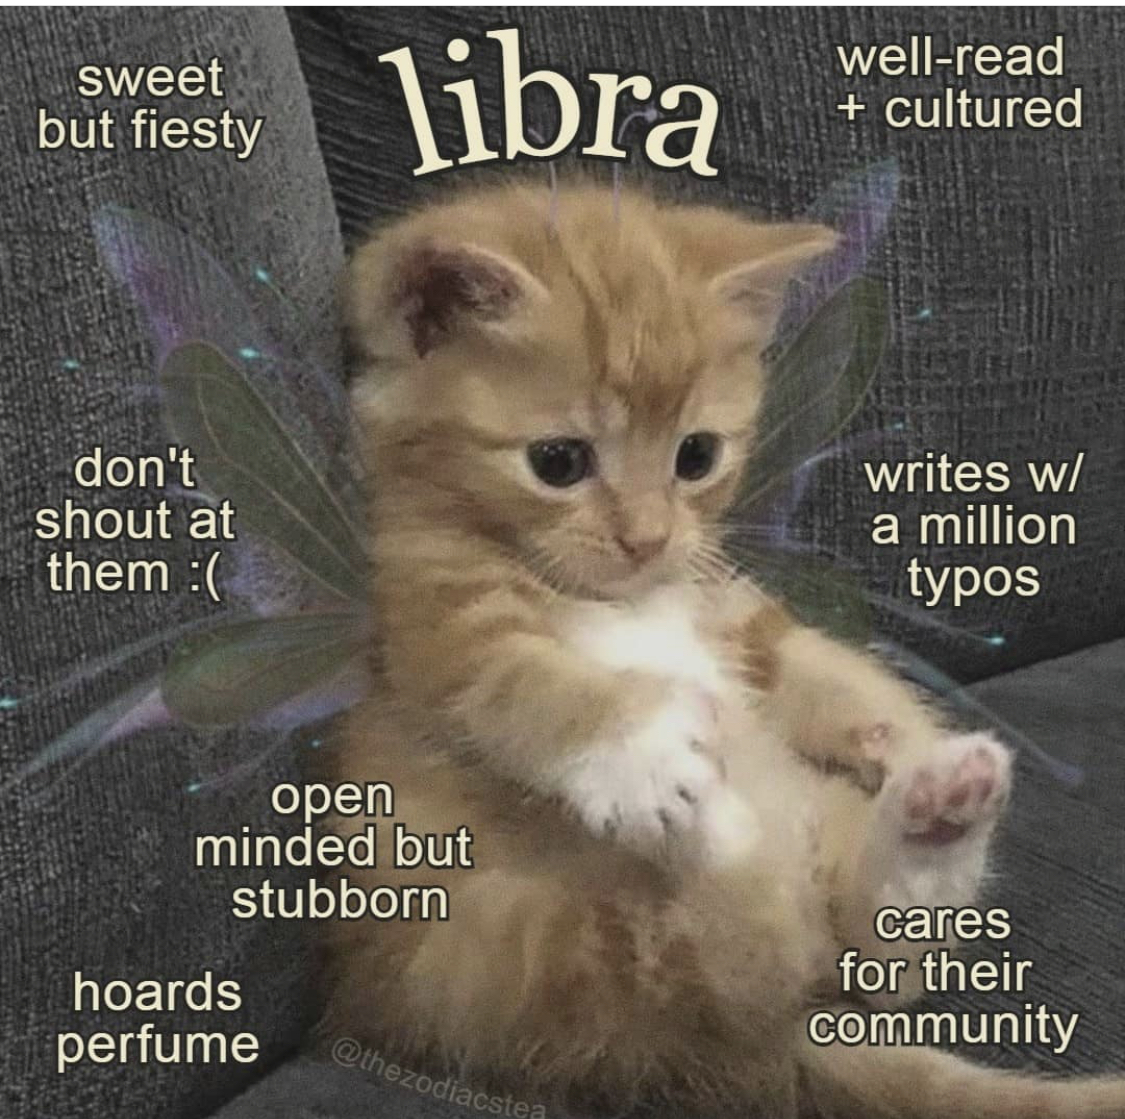 libra
sweet
but fiesty
well-read
+ cultured
don't
shout at
them :(
writes w/
a million
typos
open
minded but
stubborn
cares
for their
community
hoards
perfume
@thezodiacstea